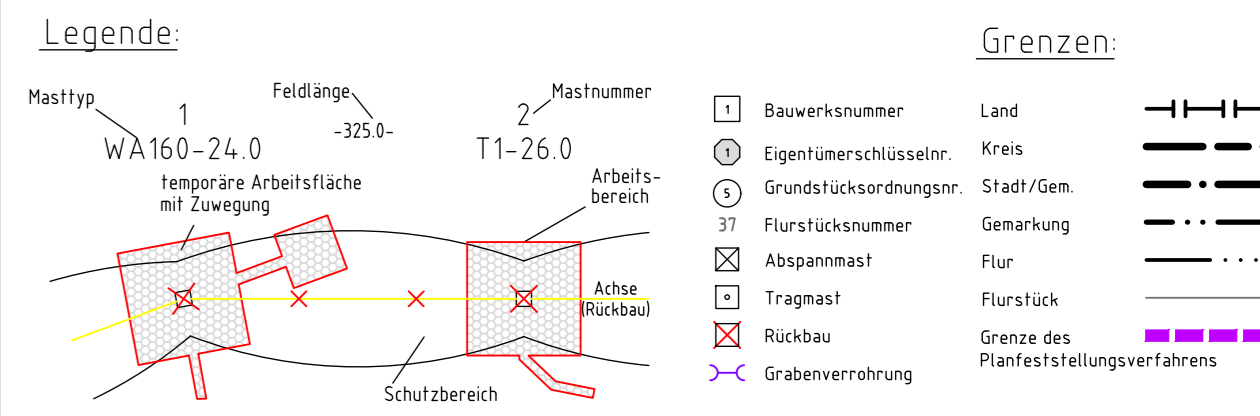 Legende:
Masttyp
1
WA160-24.0
Feldlänge
-325.0-
Mastnummer
2
T1-26.0
temporäre Arbeitsfläche
mit Zuwegung
Arbeits-
bereich
Achse
(Rückbau)
Schutzbereich
1 Bauwerksnummer
1 Eigentümerschlüsselnr.
5 Grundstücksordnungsnr.
37 Flurstücksnummer
Abspannmast
Tragmast
Rückbau
Grabenverrohrung
Grenzen:
Land
Kreis
Stadt/Gem.
Gemarkung
Flur
Flurstück
Grenze des
Planfeststellungsverfahrens